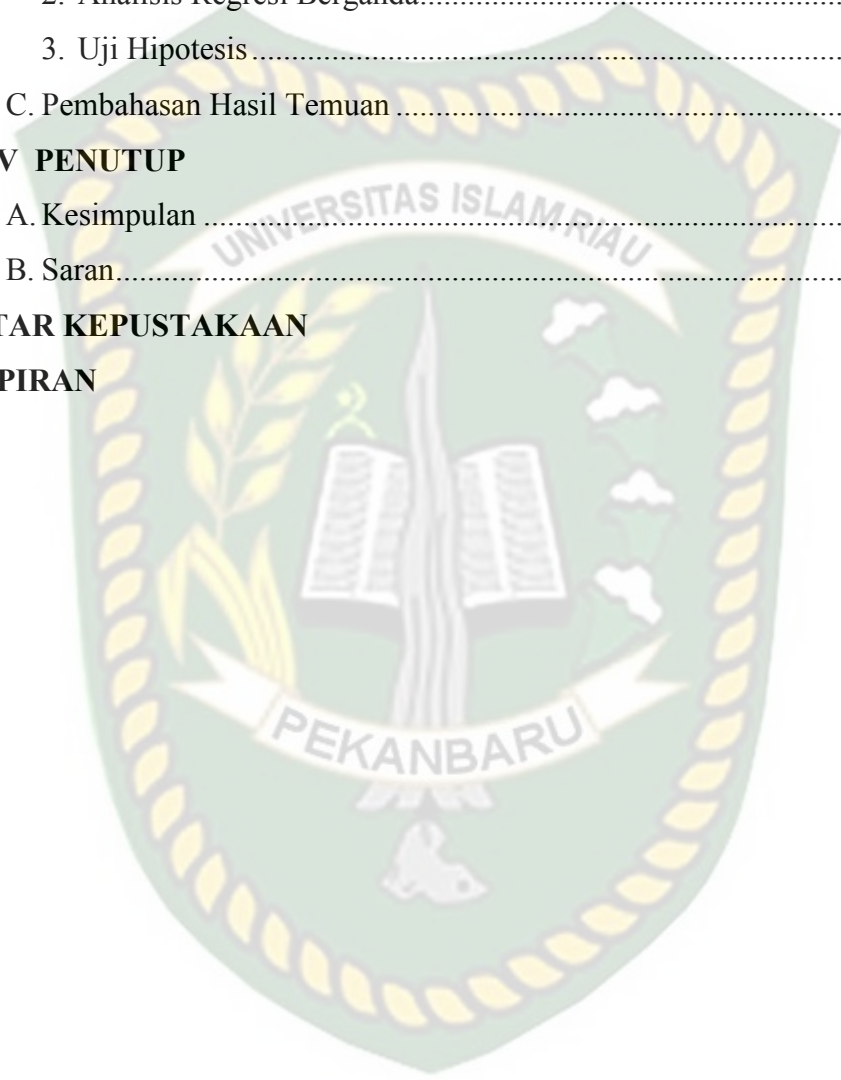 2. Analisis Regresi Berganda
3. Uji Hipotesis
C. Pembahasan Hasil Temuan
V PENUTUP
A. Kesimpulan
B. Saran
TAR KEPUSTAKAAN
PIRAN
UNIVERSITAS ISLAM RIAU
PEKANBARU